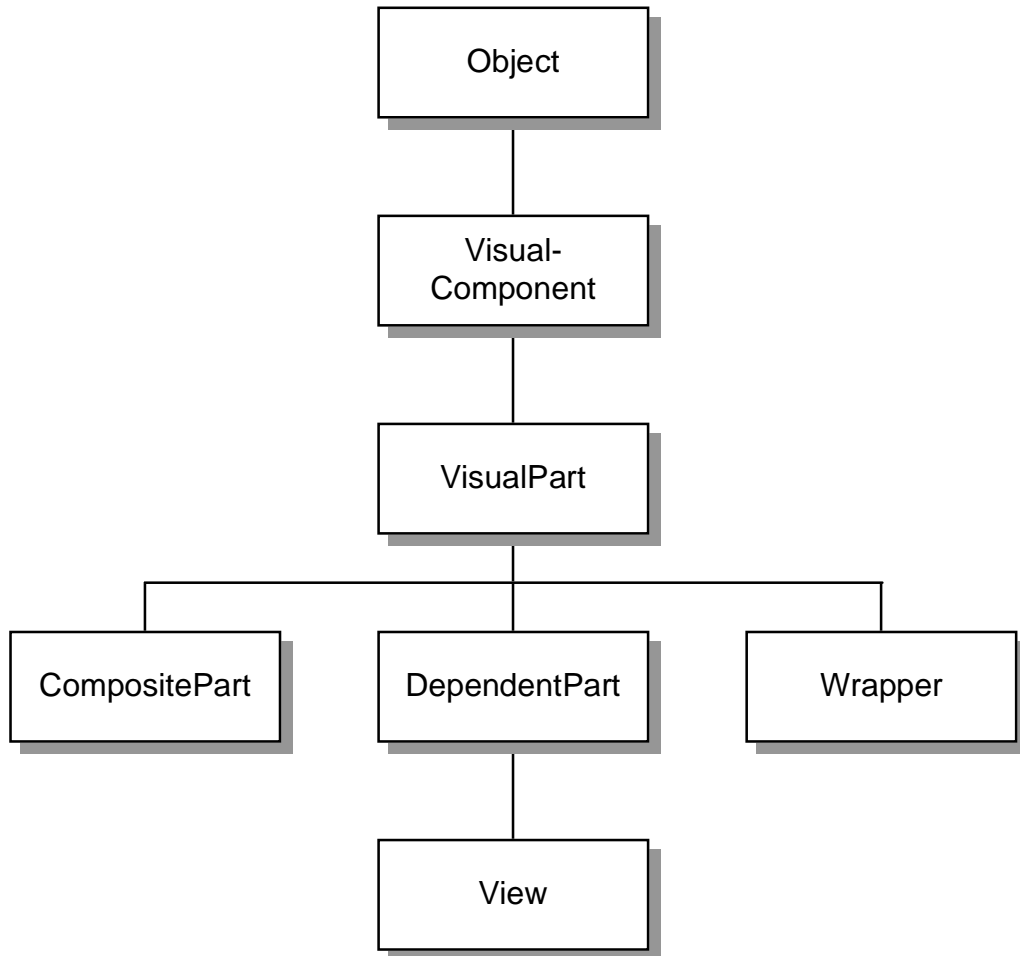 Object
Visual-
Component
VisualPart
CompositePart
DependentPart
Wrapper
View